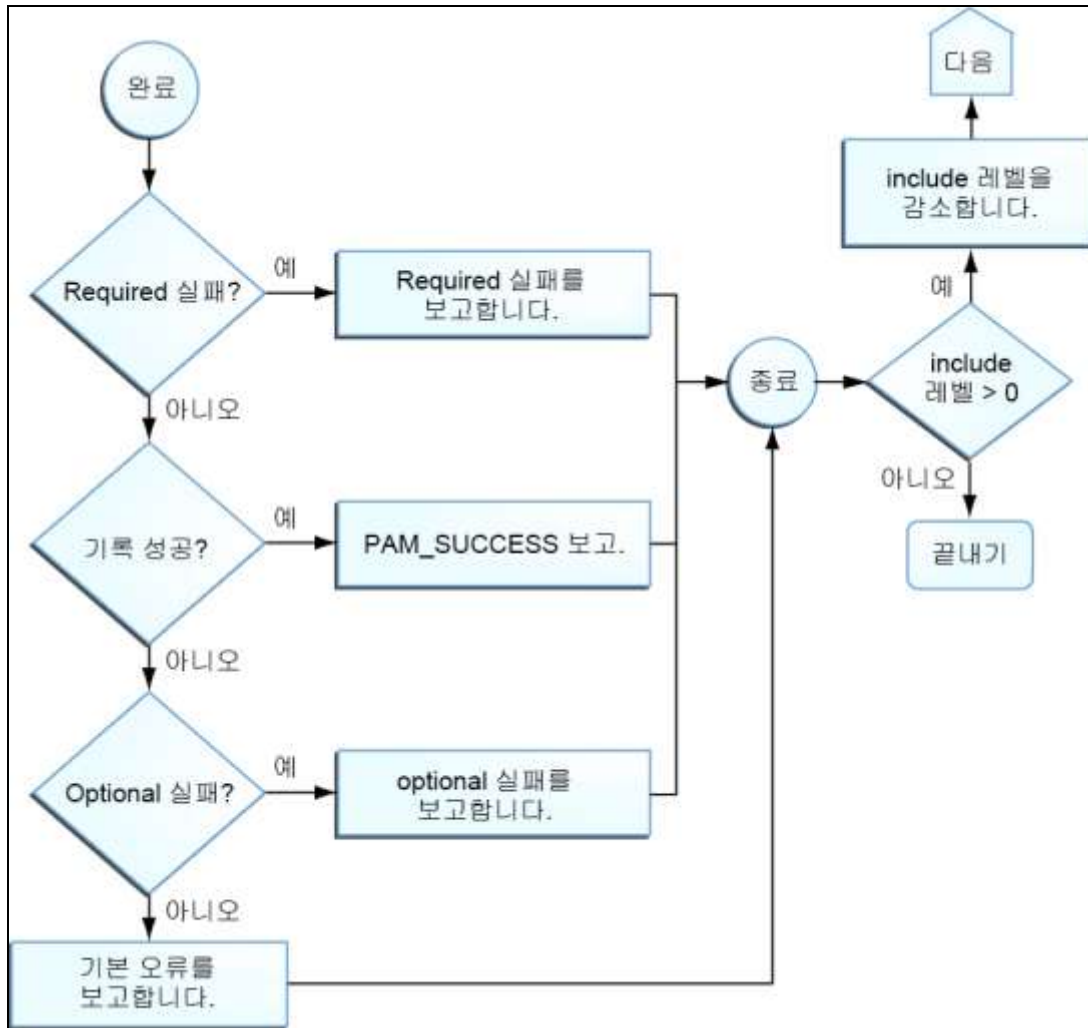 완료
다음
include 레벨을
감소합니다.
Required 실패?
예
Required 실패를
보고합니다.
예
종료
include
레벨 > 0
아니오
아니오
기록 성공?
예
PAM_SUCCESS 보고.
끝내기
아니오
Optional 실패?
예
optional 실패를
보고합니다.
아니오
기본 오류를
보고합니다.